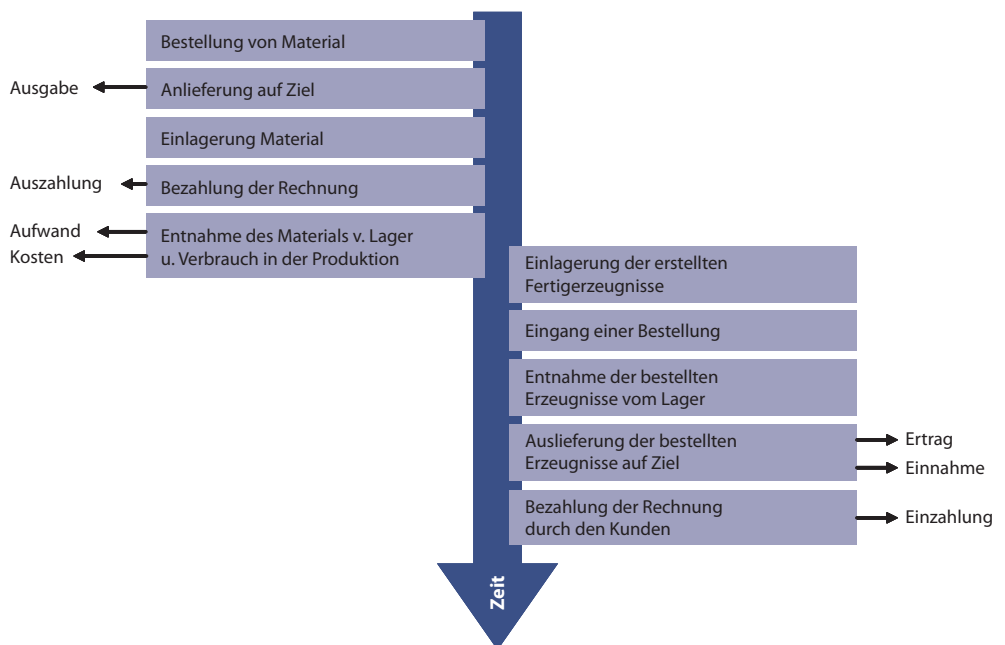 Bestellung von Material
Ausgabe
Anlieferung auf Ziel
Einlagerung Material
Auszahlung
Bezahlung der Rechnung
Aufwand
Kosten
Entnahme des Materials v. Lager
u. Verbrauch in der Produktion
Einlagerung der erstellten
Fertigerzeugnisse
Eingang einer Bestellung
Entnahme der bestellten
Erzeugnisse vom Lager
Auslieferung der bestellten
Erzeugnisse auf Ziel
Ertrag
Einnahme
Bezahlung der Rechnung
durch den Kunden
Einzahlung
Zeit